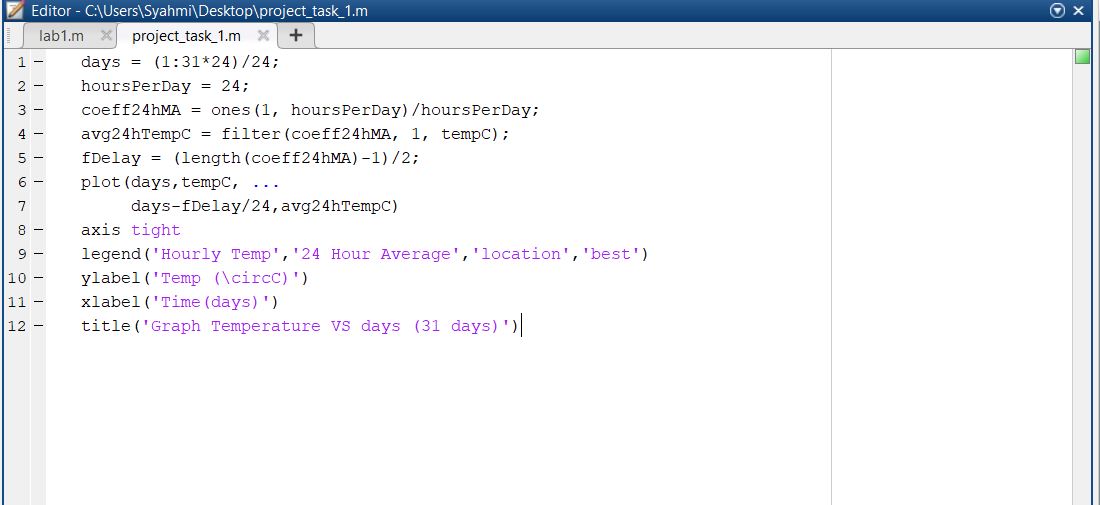 Editor - C:\Users\Syahmi\Desktop\project_task_1.m
lab1.m project_task_1.m
1 days = (1:31*24)/24;
2 hoursPerDay = 24;
3 coeff24hMA = ones(1, hoursPerDay)/hoursPerDay;
4 avg24hTempC = filter(coeff24hMA, 1, tempC);
5 fDelay = (length(coeff24hMA)-1)/2;
6 plot(days,tempC, ...
7 days-fDelay/24,avg24hTempC)
8 axis tight
9 legend('Hourly Temp','24 Hour Average','location','best')
10 ylabel('Temp (\circC)')
11 xlabel('Time(days)')
12 title('Graph Temperature VS days (31 days)')